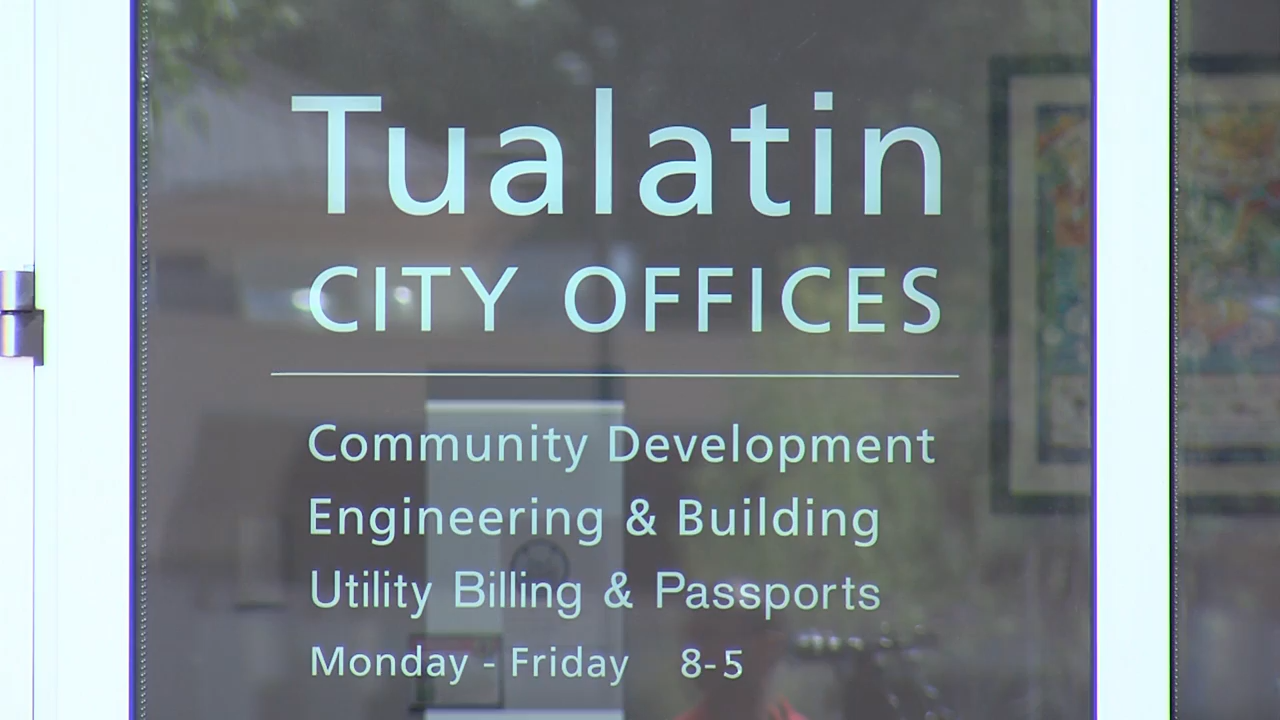 Tualatin
CITY OFFICES
Community Development
Engineering & Building
Utility Billing & Passports
Monday - Friday 8-5